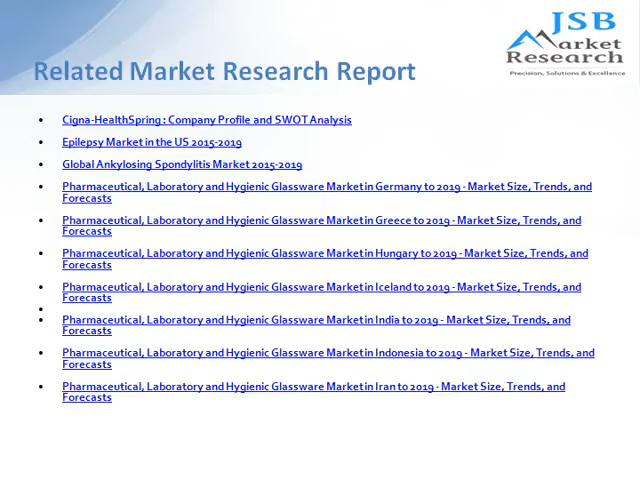 JSB
Market
Research
Precision, Solutions & Excellence
Related Market Research Report
• Cigna-HealthSpring : Company Profile and SWOT Analysis
• Epilepsy Market in the US 2015-2019
• Global Ankylosing Spondylitis Market 2015-2019
• Pharmaceutical, Laboratory and Hygienic Glassware Market in Germany to 2019 - Market Size, Trends, and
Forecasts
• Pharmaceutical, Laboratory and Hygienic Glassware Market in Greece to 2019 - Market Size, Trends, and
Forecasts
• Pharmaceutical, Laboratory and Hygienic Glassware Market in Hungary to 2019 - Market Size, Trends, and
Forecasts
• Pharmaceutical, Laboratory and Hygienic Glassware Market in Iceland to 2019 - Market Size, Trends, and
Forecasts
•
• Pharmaceutical, Laboratory and Hygienic Glassware Market in India to 2019 - Market Size, Trends, and
Forecasts
• Pharmaceutical, Laboratory and Hygienic Glassware Market in Indonesia to 2019 - Market Size, Trends, and
Forecasts
• Pharmaceutical, Laboratory and Hygienic Glassware Market in Iran to 2019 - Market Size, Trends, and
Forecasts